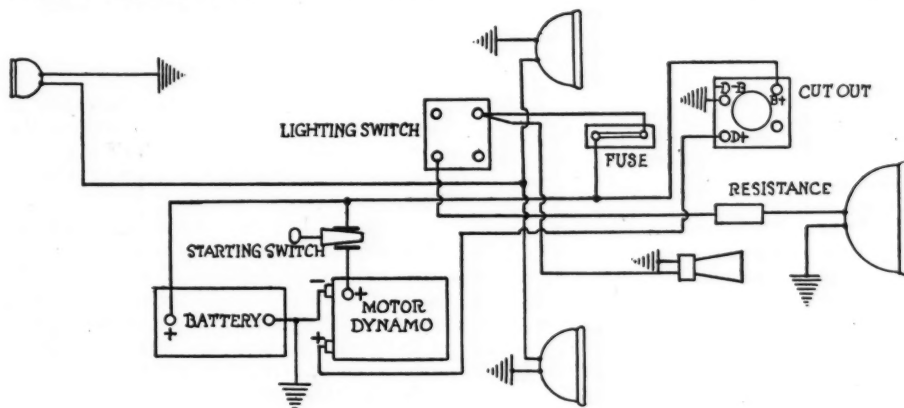 -D-B
B+
CUT OUT
LIGHTING SWITCH
D+
FUSE
RESISTANCE
STARTING SWITCH
- +
MOTOR
DYNAMO
BATTERY
+ +